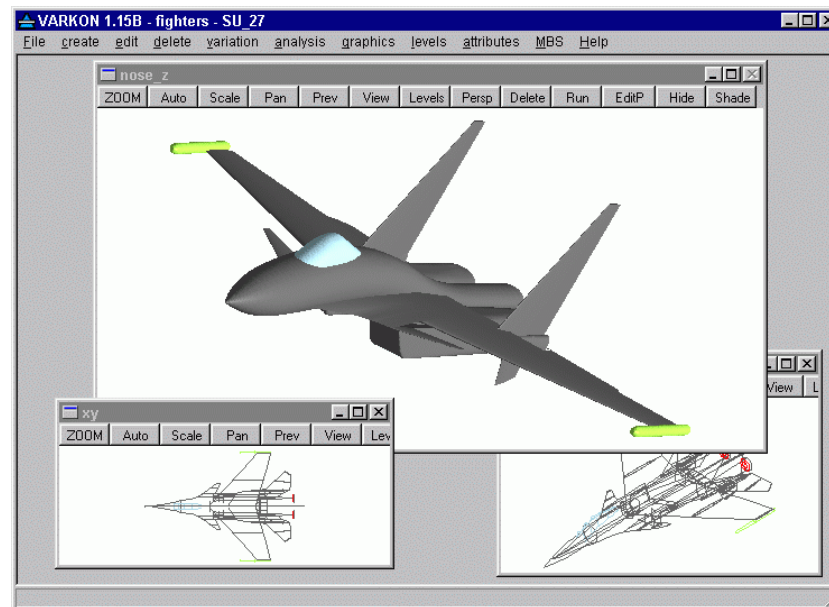 VARKON 1.15B - fighters - SU_27
File create edit delete variation analysis graphics levels attributes MBS Help
nose_z
ZOOM Auto Scale Pan Prev View Levels Persp Delete Run EditP Hide Shade
xy
ZOOM Auto Scale Pan Prev View Lev
View L